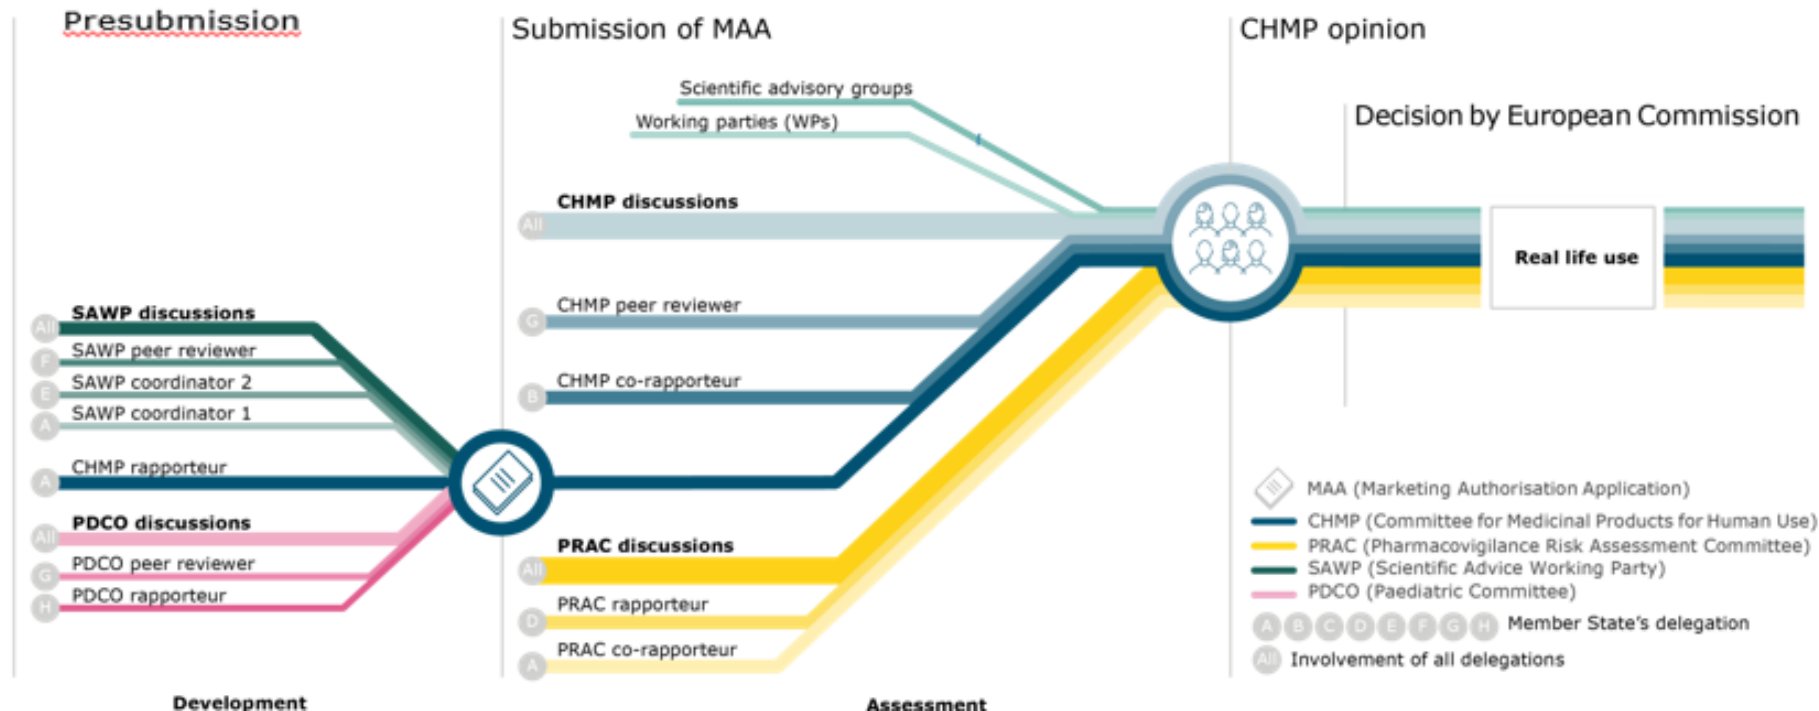 Presubmission
Submission of MAA
CHMP opinion
Decision by European Commission
Scientific advisory groups
Working parties (WPs)
CHMP discussions
All
CHMP peer reviewer
G
CHMP co-rapporteur
B
SAWP discussions
All
SAWP peer reviewer
F
SAWP coordinator 2
E
SAWP coordinator 1
A
CHMP rapporteur
A
PDCO discussions
All
PDCO peer reviewer
G
PDCO rapporteur
H
PRAC discussions
All
PRAC rapporteur
D
PRAC co-rapporteur
A
Real life use
MAA (Marketing Authorisation Application)
CHMP (Committee for Medicinal Products for Human Use)
PRAC (Pharmacovigilance Risk Assessment Committee)
SAWP (Scientific Advice Working Party)
PDCO (Paediatric Committee)
A B C D E F G H Member State's delegation
All Involvement of all delegations
Development
Assessment